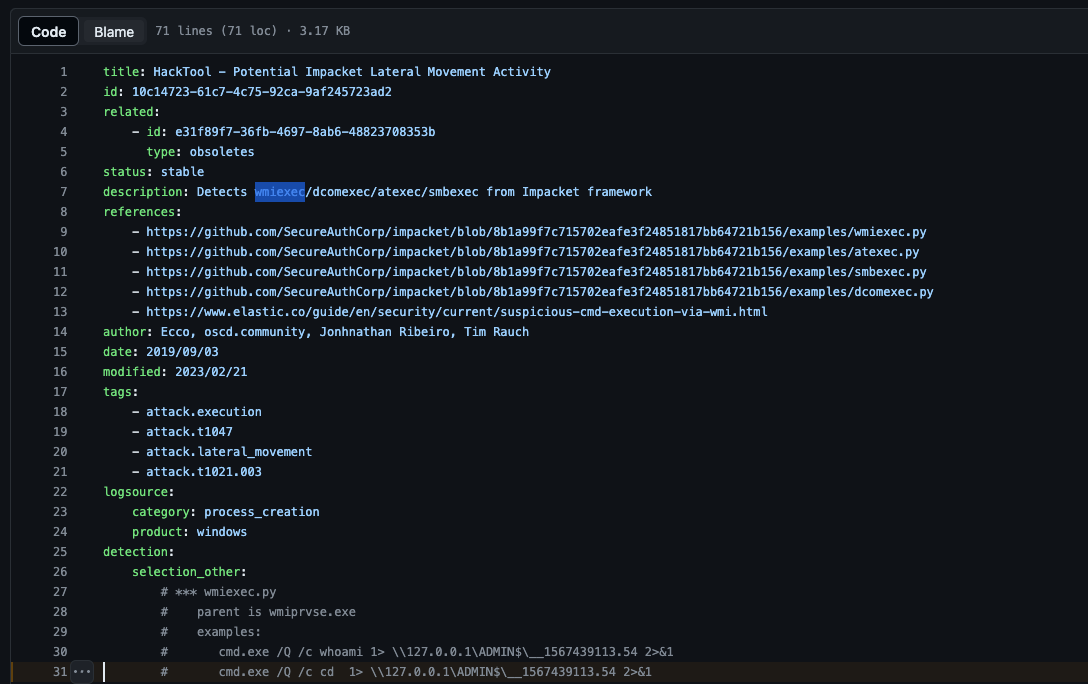 Code Blame 71 lines (71 loc) · 3.17 KB
1 title: HackTool - Potential Impacket Lateral Movement Activity
2 id: 10c14723-61c7-4c75-92ca-9af245723ad2
3 related:
4 - id: e31f89f7-36fb-4697-8ab6-48823708353b
5 type: obsoletes
6 status: stable
7 description: Detects wmiexec/dcomexec/atexec/smbexec from Impacket framework
8 references:
9 - https://github.com/SecureAuthCorp/impacket/blob/8b1a99f7c715702eafe3f24851817bb64721b156/examples/wmiexec.py
10 - https://github.com/SecureAuthCorp/impacket/blob/8b1a99f7c715702eafe3f24851817bb64721b156/examples/atexec.py
11 - https://github.com/SecureAuthCorp/impacket/blob/8b1a99f7c715702eafe3f24851817bb64721b156/examples/smbexec.py
12 - https://github.com/SecureAuthCorp/impacket/blob/8b1a99f7c715702eafe3f24851817bb64721b156/examples/dcomexec.py
13 - https://www.elastic.co/guide/en/security/current/suspicious-cmd-execution-via-wmi.html
14 author: Ecco, oscd.community, Jonhnathan Ribeiro, Tim Rauch
15 date: 2019/09/03
16 modified: 2023/02/21
17 tags:
18 - attack.execution
19 - attack.t1047
20 - attack.lateral_movement
21 - attack.t1021.003
22 logsource:
23 category: process_creation
24 product: windows
25 detection:
26 selection_other:
27 # *** wmiexec.py
28 # parent is wmiprvse.exe
29 # examples:
30 # cmd.exe /Q /c whoami 1> \\127.0.0.1\ADMIN$\__1567439113.54 2>&1
31 ··· # cmd.exe /Q /c cd  1> \\127.0.0.1\ADMIN$\__1567439113.54 2>&1